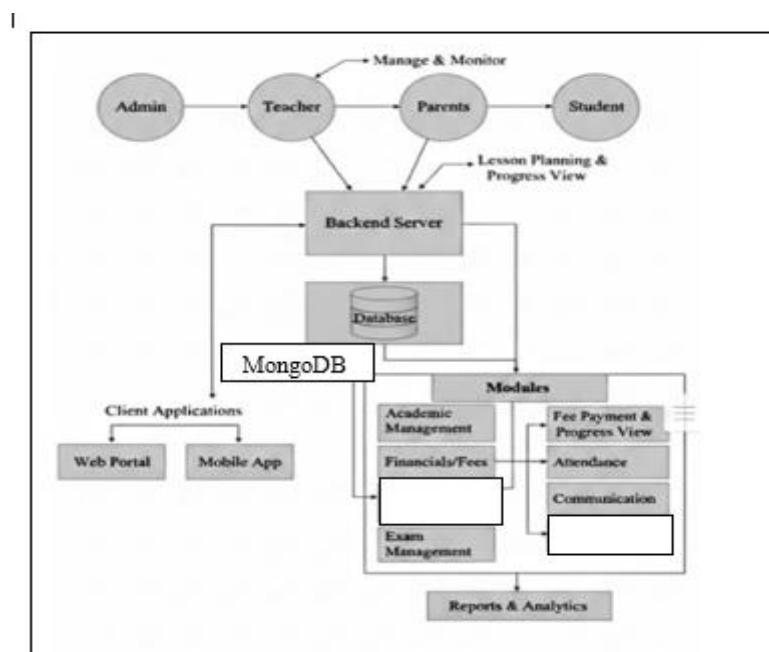 Manage & Monitor
Admin
Teacher
Parents
Student
Lesson Planning &
Progress View
Backend Server
Database
MongoDB
Modules
Client Applications
Academic
Management
Fee Payment &
Progress View
Web Portal
Mobile App
Financials/Fees
Attendance
Communication
Exam
Management
Reports & Analytics